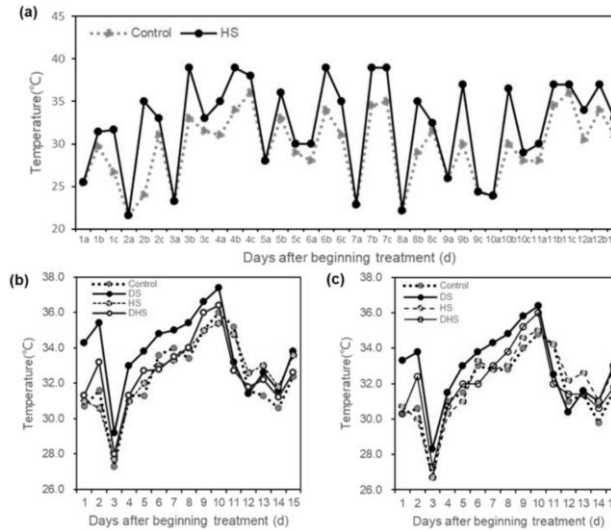 (a)
Control HS
Temperature(°C)
45
40
35
30
25
20
1a 1b 1c 2a 2b 2c 3a 3b 3c 4a 4b 4c 5a 5b 5c 6a 6b 6c 7a 7b 7c 8a 8b 8c 9a 9b 9c 10a 10b 10c 11a 11b 11c 12a 12b 1
Days after beginning treatment (d)
(b)
Control
DS
HS
DHS
Temperature(°C)
38.0
36.0
34.0
32.0
30.0
28.0
26.0
1 2 3 4 5 6 7 8 9 10 11 12 13 14 15
Days after beginning treatment (d)
(c)
Control
DS
HS
DHS
Temperature(°C)
38.0
36.0
34.0
32.0
30.0
28.0
26.0
1 2 3 4 5 6 7 8 9 10 11 12 13 14 1
Days after beginning treatment (d)